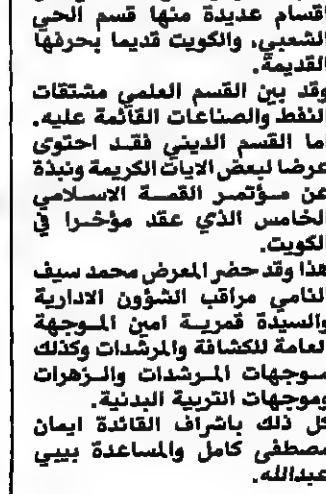 اقسام عديدة منها قسم الحي
الشعبي، والكويت قديما بحرفها
القديمة.
وقد بين القسم العلمي مشتقات
النفط والصناعات القائمة عليه.
اما القسم الديني فقد احتوى
عرضا لبعض الايات الكريمة ونبذة
عن مؤتمر القمة الاسلامي
الخامس الذي عقد مؤخرا في
الكويت.
هذا وقد حضر المعرض محمد سيف
النامي مراقب الشؤون الادارية
والسيدة قمرية امين الموجهة
العامة للكشافة والمرشدات وكذلك
موجهات المرشدات والزهرات
وموجهات التربية البدنية.
كل ذلك باشراف القائدة ايمان
مصطفى كامل والمساعدة بيبي
عبدالله.